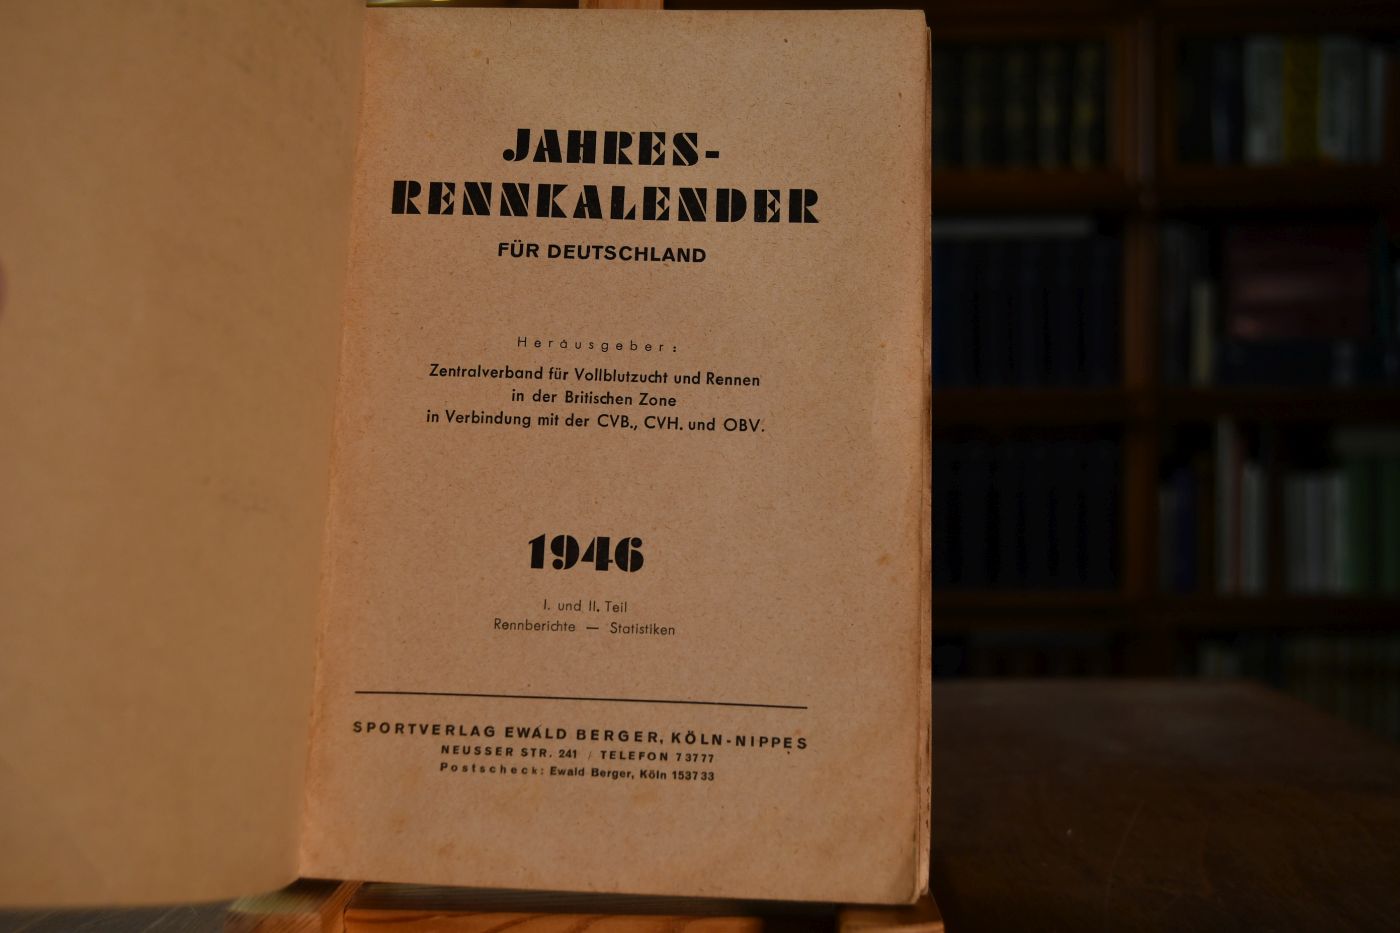 JAHRES-
RENNKALENDER
FÜR DEUTSCHLAND
Herausgeber:
Zentralverband für Vollblutzucht und Rennen
in der Britischen Zone
in Verbindung mit der CVB., CVH. und OBV.
1946
I. und II. Teil
Rennberichte — Statistiken
SPORTVERLAG EWALD BERGER, KÖLN-NIPPES
NEUSSER STR. 241 / TELEFON 73777
Postscheck: Ewald Berger, Köln 153733